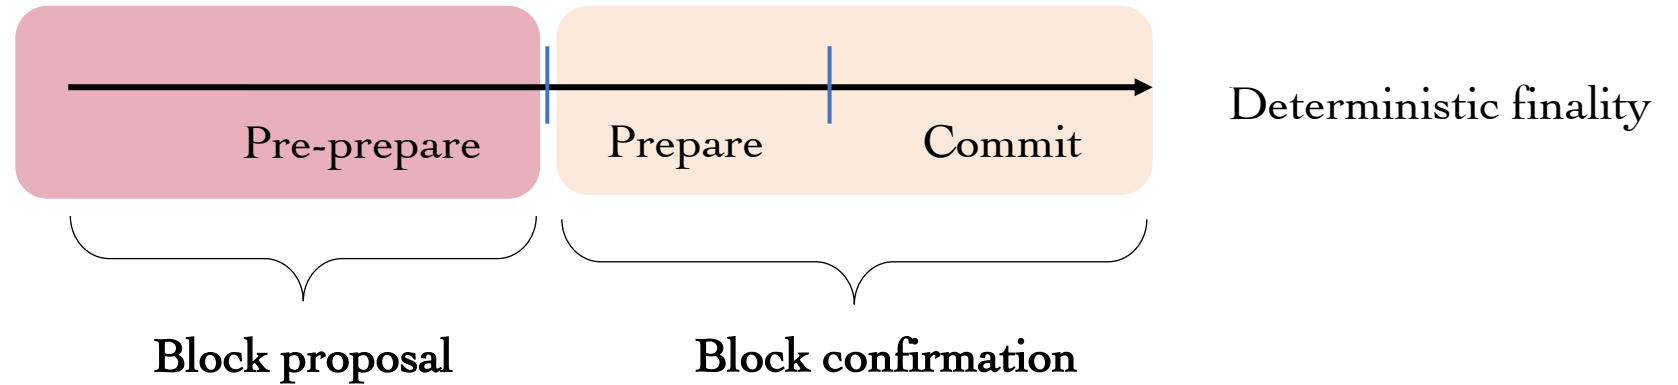 Deterministic finality
Pre-prepare
Prepare
Commit
Block proposal
Block confirmation